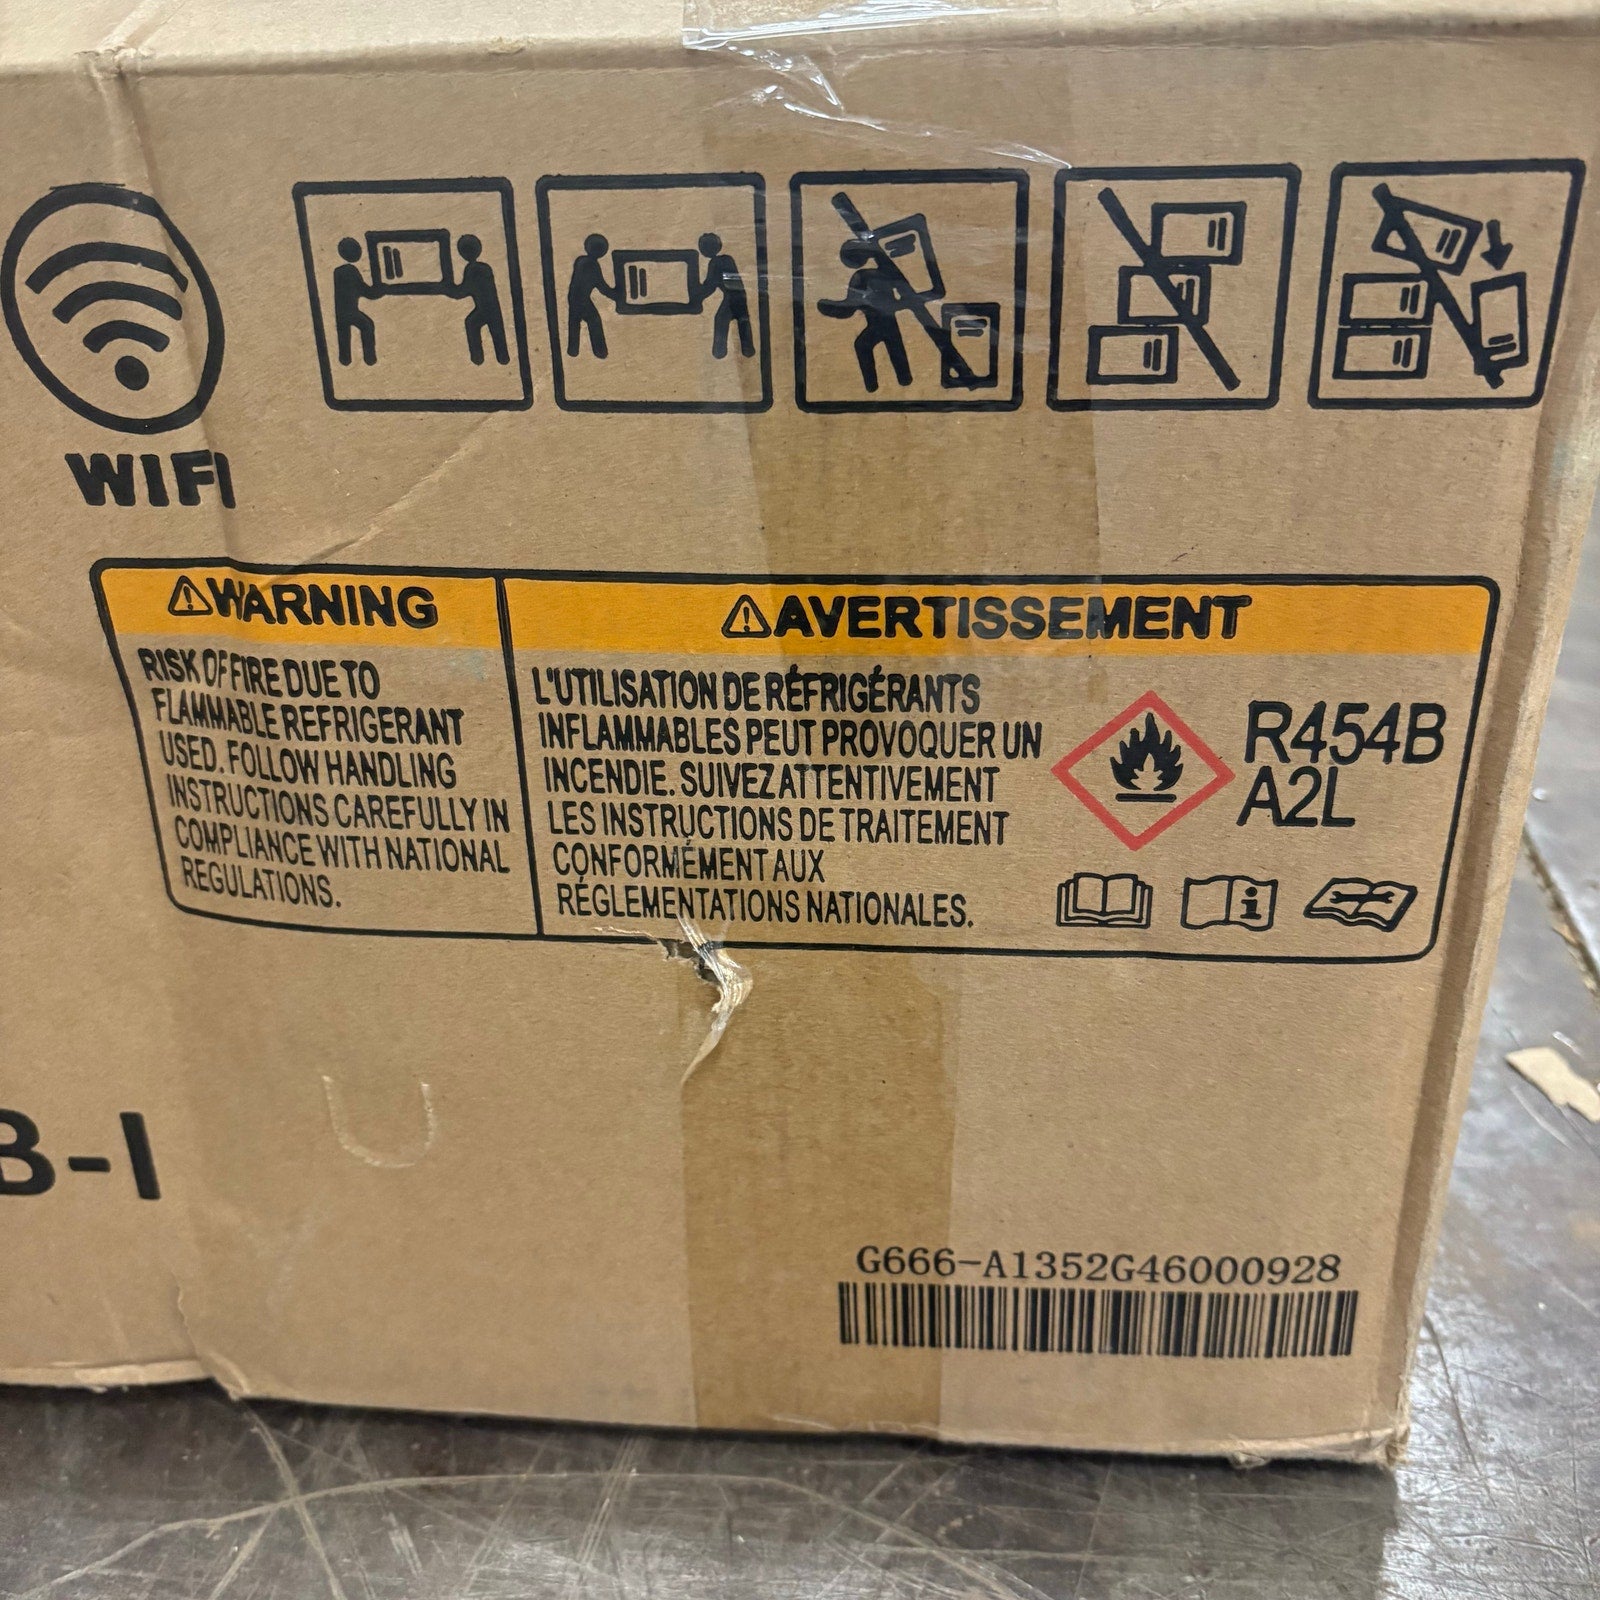 WIFI
⚠WARNING
RISK OF FIRE DUE TO
FLAMMABLE REFRIGERANT
USED. FOLLOW HANDLING
INSTRUCTIONS CAREFULLY IN
COMPLIANCE WITH NATIONAL
REGULATIONS.
⚠AVERTISSEMENT
L'UTILISATION DE RÉFRIGÉRANTS
INFLAMMABLES PEUT PROVOQUER UN
INCENDIE. SUIVEZ ATTENTIVEMENT
LES INSTRUCTIONS DE TRAITEMENT
CONFORMÉMENT AUX
RÉGLEMENTATIONS NATIONALES.
R454B
A2L
B-I
G666-A1352G46000928